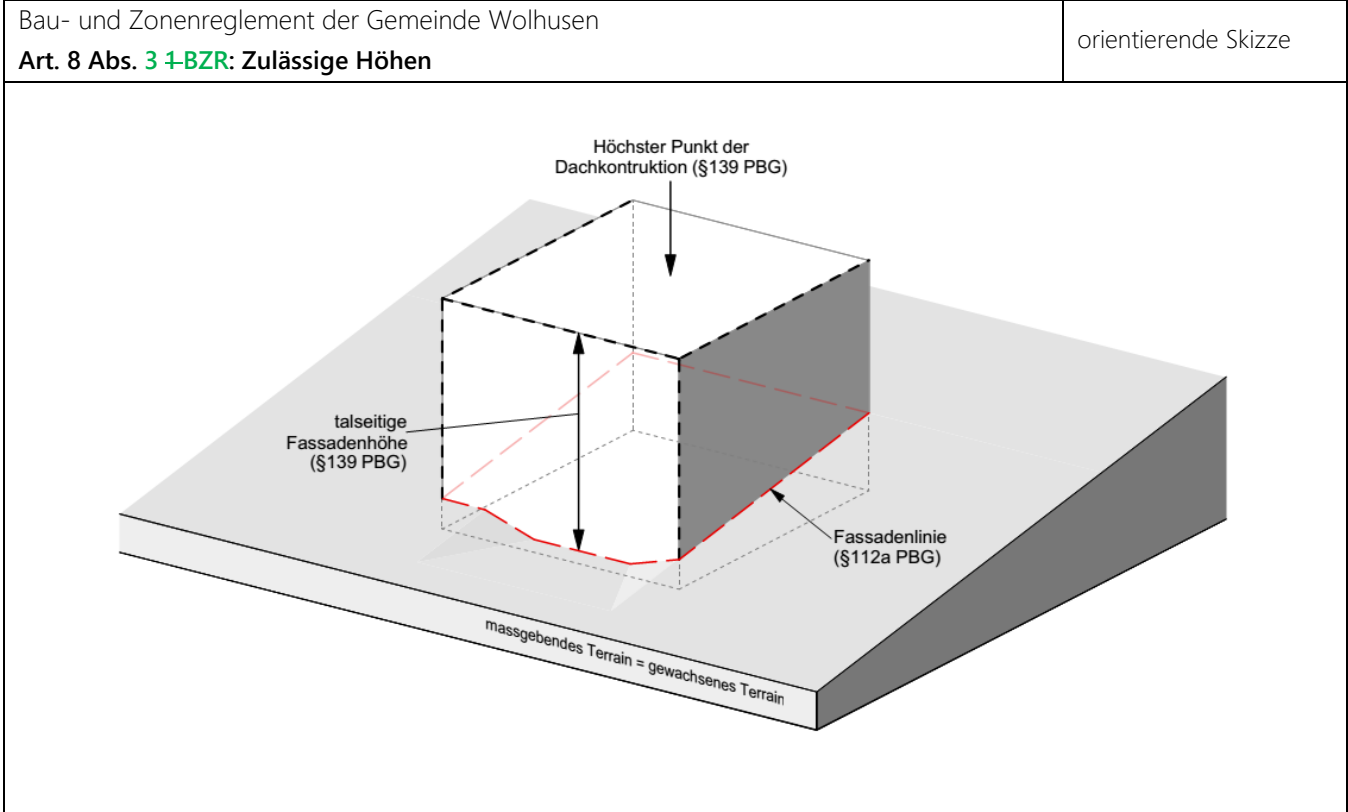 Bau- und Zonenreglement der Gemeinde Wolhusen
Art. 8 Abs. 3 1 BZR: Zulässige Höhen
orientierende Skizze
Höchster Punkt der
Dachkontruktion (§139 PBG)
talseitige
Fassadenhöhe
(§139 PBG)
Fassadenlinie
(§112a PBG)
massgebendes Terrain = gewachsenes Terrain